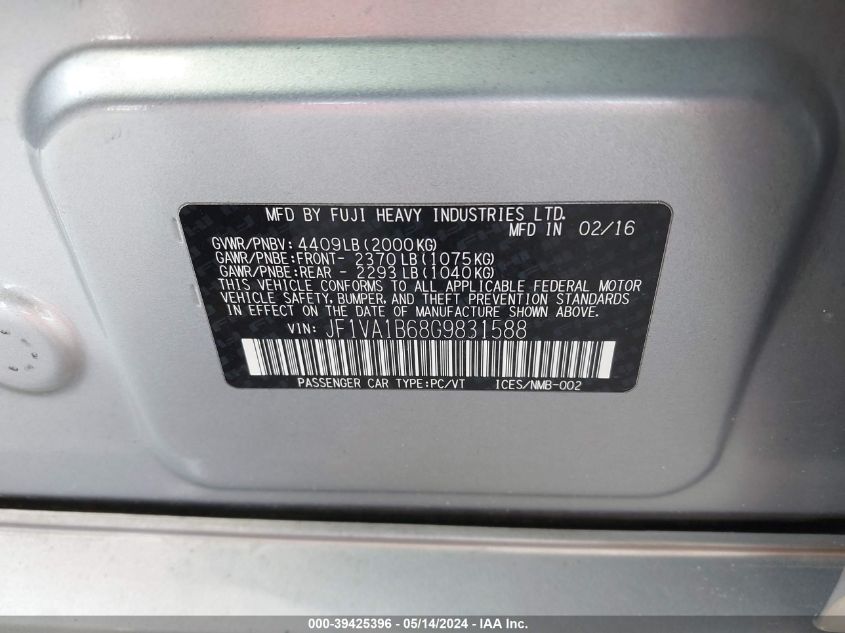 MFD BY FUJI HEAVY INDUSTRIES LTD.
MFD IN 02/16
GVWR/PNBV: 4409LB(2000KG)
GAWR/PNBE:FRONT- 2370LB(1075KG)
GAWR/PNBE:REAR - 2293LB(1040KG)
THIS VEHICLE CONFORMS TO ALL APPLICABLE FEDERAL MOTOR
VEHICLE SAFETY, BUMPER, AND THEFT PREVENTION STANDARDS
IN EFFECT ON THE DATE OF MANUFACTURE SHOWN ABOVE.
VIN: JF1VA1B68G9831588
PASSENGER CAR TYPE:PC/VT ICES/NMB-002
000-39425396 - 05/14/2024 - IAA Inc.